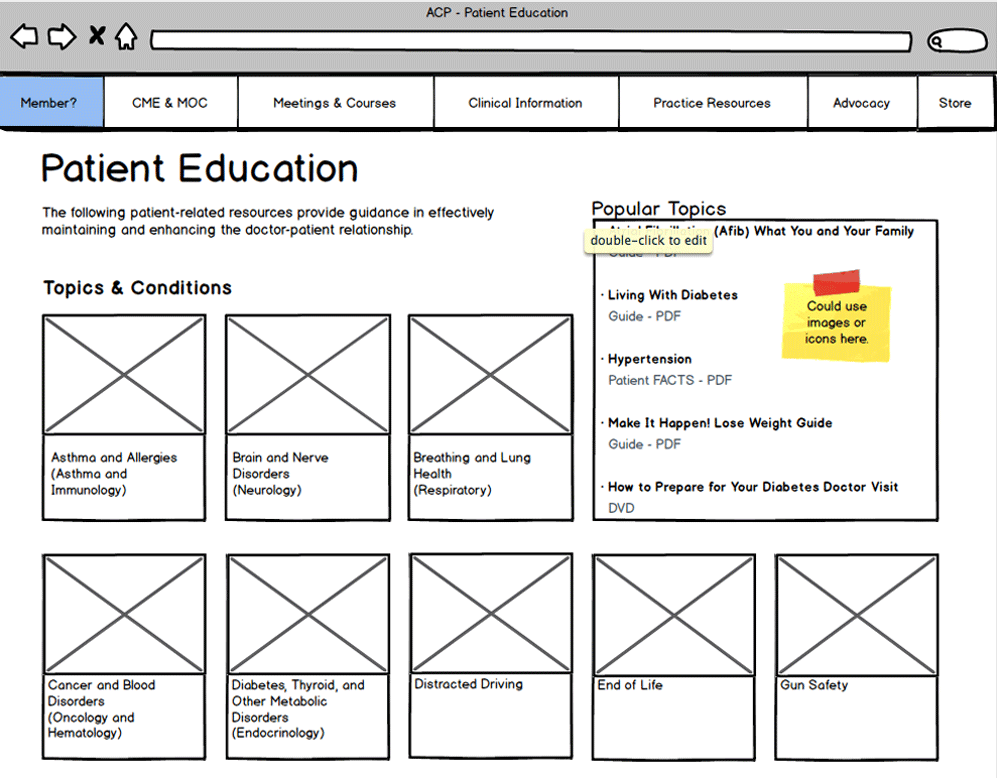 ACP - Patient Education
Member?
CME & MOC
Meetings & Courses
Clinical Information
Practice Resources
Advocacy
Store
Patient Education
The following patient-related resources provide guidance in effectively
maintaining and enhancing the doctor-patient relationship.
Popular Topics
Atrial Fibrillation (Afib) What You and Your Family
double-click to edit
Guide - PDF
· Living With Diabetes
Guide - PDF
· Hypertension
Patient FACTS - PDF
· Make It Happen! Lose Weight Guide
Guide - PDF
· How to Prepare for Your Diabetes Doctor Visit
DVD
Could use
images or
icons here.
Topics & Conditions
Asthma and Allergies
(Asthma and
Immunology)
Brain and Nerve
Disorders
(Neurology)
Breathing and Lung
Health
(Respiratory)
Cancer and Blood
Disorders
(Oncology and
Hematology)
Diabetes, Thyroid, and
Other Metabolic
Disorders
(Endocrinology)
Distracted Driving
End of Life
Gun Safety